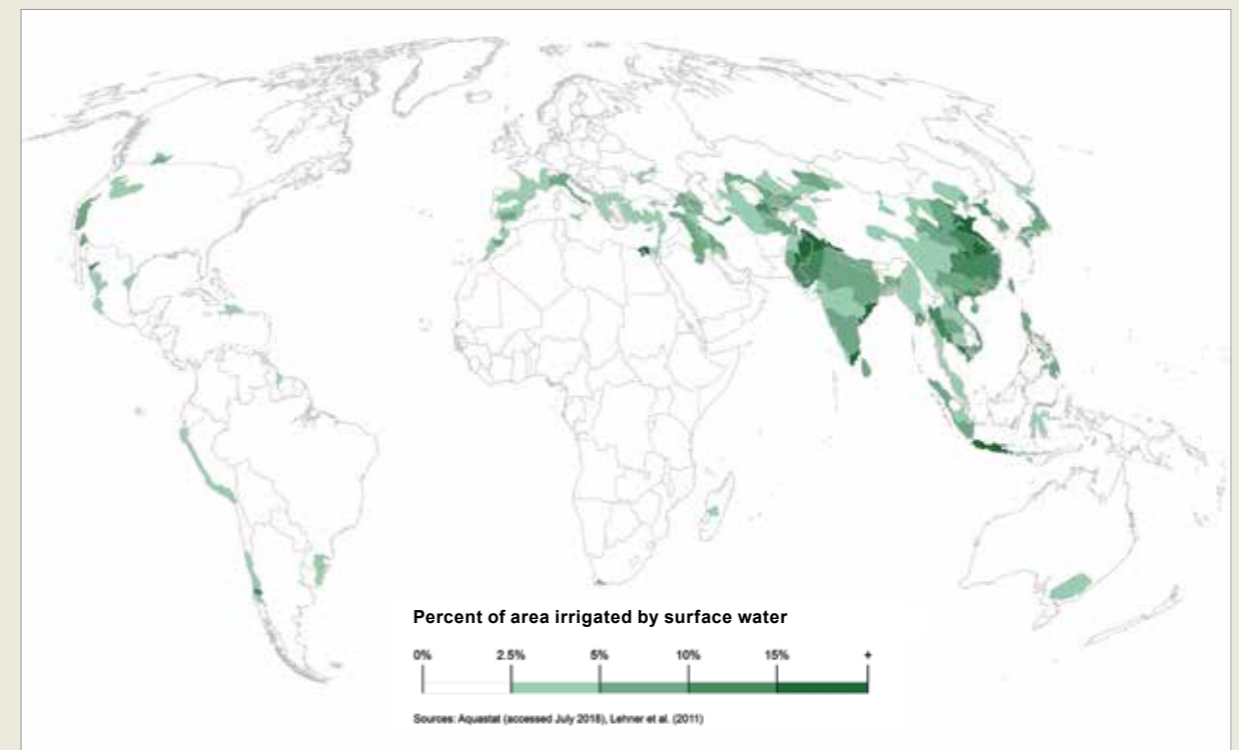 Percent of area irrigated by surface water
0% 2.5% 5% 10% 15% +
Sources: Aquastat (accessed July 2018), Lehner et al. (2011)